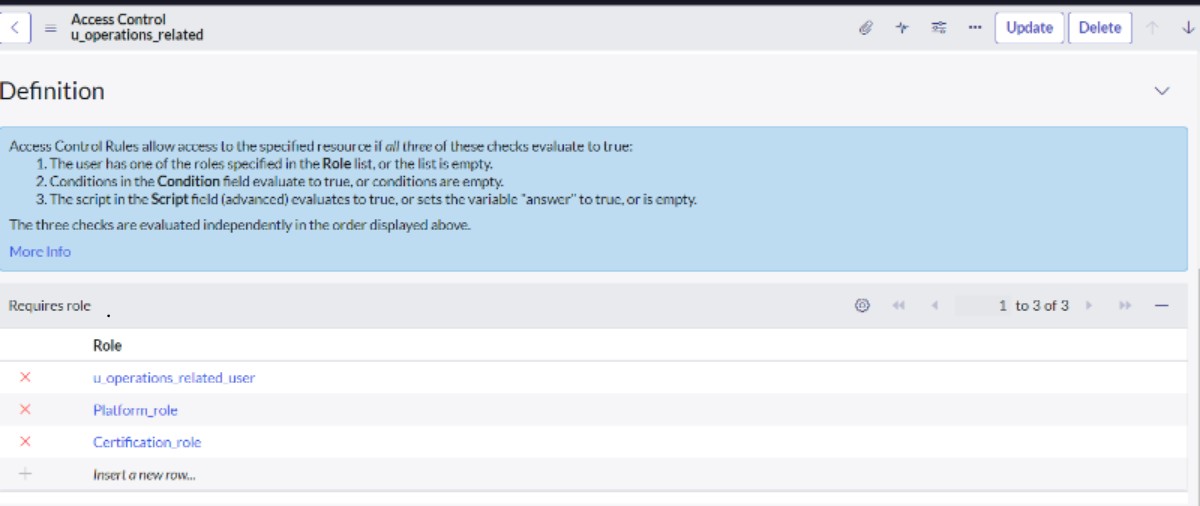 Access Control
u_operations_related
Update
Delete
Definition
Access Control Rules allow access to the specified resource if all three of these checks evaluate to true:
1. The user has one of the roles specified in the Role list, or the list is empty.
2. Conditions in the Condition field evaluate to true, or conditions are empty.
3. The script in the Script field (advanced) evaluates to true, or sets the variable "answer" to true, or is empty.
The three checks are evaluated independently in the order displayed above.
More Info
Requires role
1 to 3 of 3
Role
u_operations_related_user
Platform_role
Certification_role
Insert a new row...